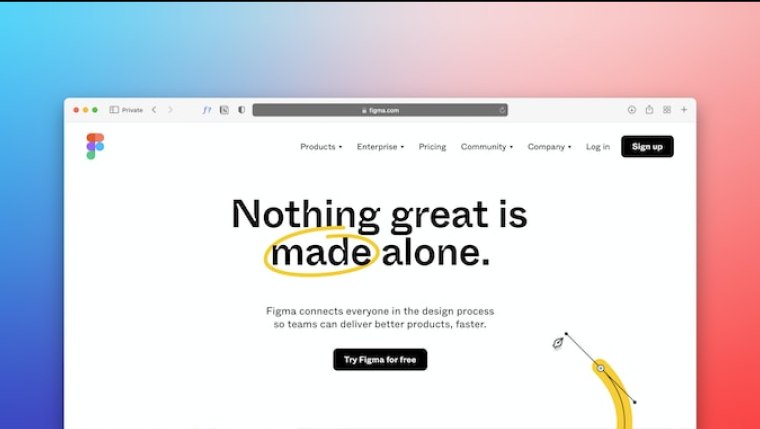 Private
figma.com
Products
Enterprise
Pricing
Community
Company
Log in
Sign up
Nothing great is
made alone.
Figma connects everyone in the design process
so teams can deliver better products, faster.
Try Figma for free